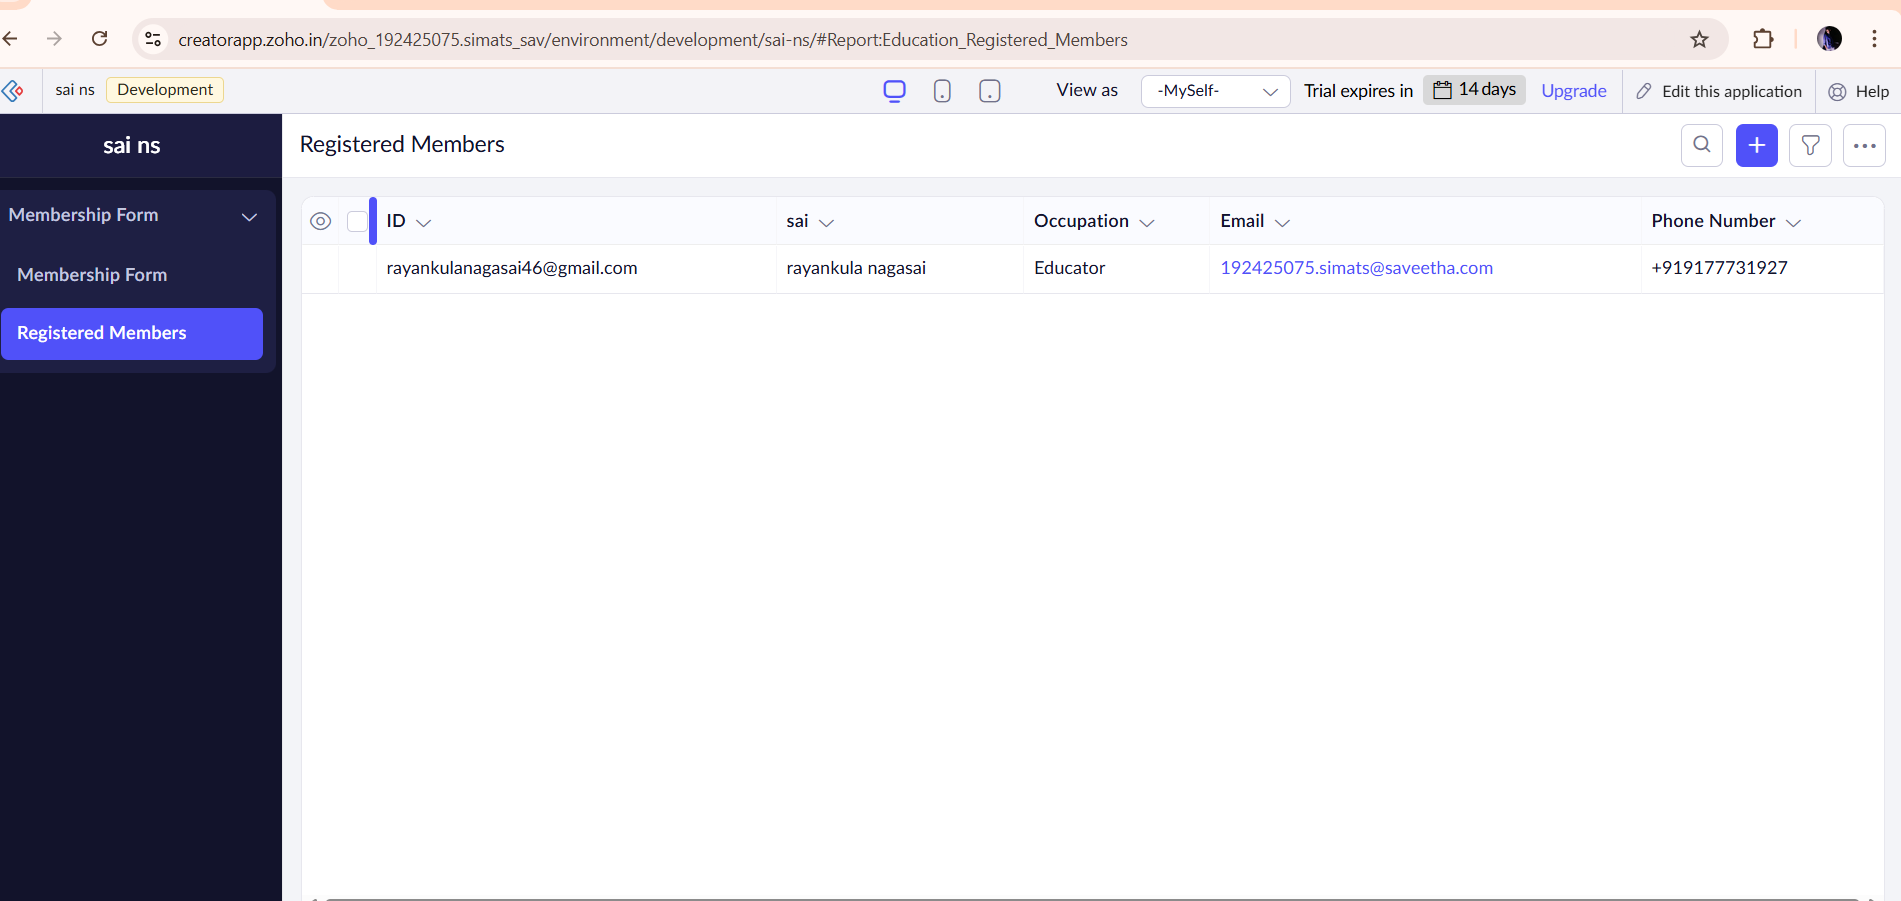 creatorapp.zoho.in/zoho_192425075.simats_sav/environment/development/sai-ns/#Report:Education_Registered_Members
sai ns Development View as -MySelf- Trial expires in 14 days Upgrade Edit this application Help
sai ns
Registered Members
Membership Form
Membership Form
Registered Members
ID sai Occupation Email Phone Number
rayankulanagasai46@gmail.com rayankula nagasai Educator 192425075.simats@saveetha.com +919177731927